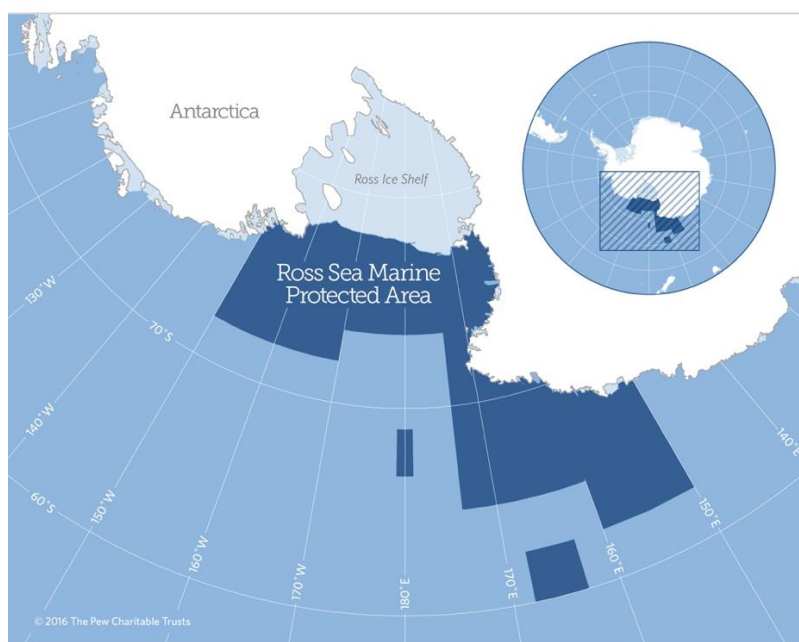 Antarctica
Ross Ice Shelf
Ross Sea Marine
Protected Area
130°W
70°S
140°W
60°S
150°W
160°W
170°W
180°E
170°E
160°E
150°E
140°E
© 2016 The Pew Charitable Trusts